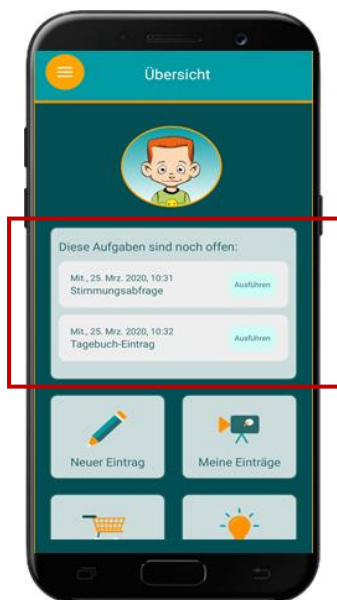 Übersicht
Diese Aufgaben sind noch offen:
Mit., 25. Mrz. 2020, 10:31
Stimmungsabfrage
Ausführen
Mit., 25. Mrz. 2020, 10:32
Tagebuch-Eintrag
Ausführen
Neuer Eintrag
Meine Einträge